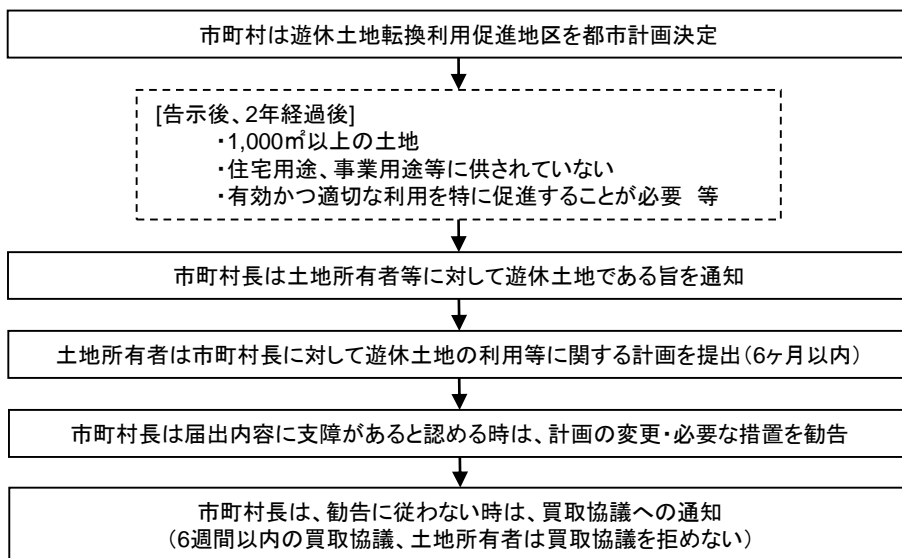 市町村は遊休土地転換利用促進地区を都市計画決定
[告示後、2年経過後]
・1,000㎡以上の土地
・住宅用途、事業用途等に供されていない
・有効かつ適切な利用を特に促進することが必要　等
市町村長は土地所有者等に対して遊休土地である旨を通知
土地所有者は市町村長に対して遊休土地の利用等に関する計画を提出（6ヶ月以内）
市町村長は届出内容に支障があると認める時は、計画の変更・必要な措置を勧告
市町村長は、勧告に従わない時は、買取協議への通知
（6週間以内の買取協議、土地所有者は買取協議を拒めない）